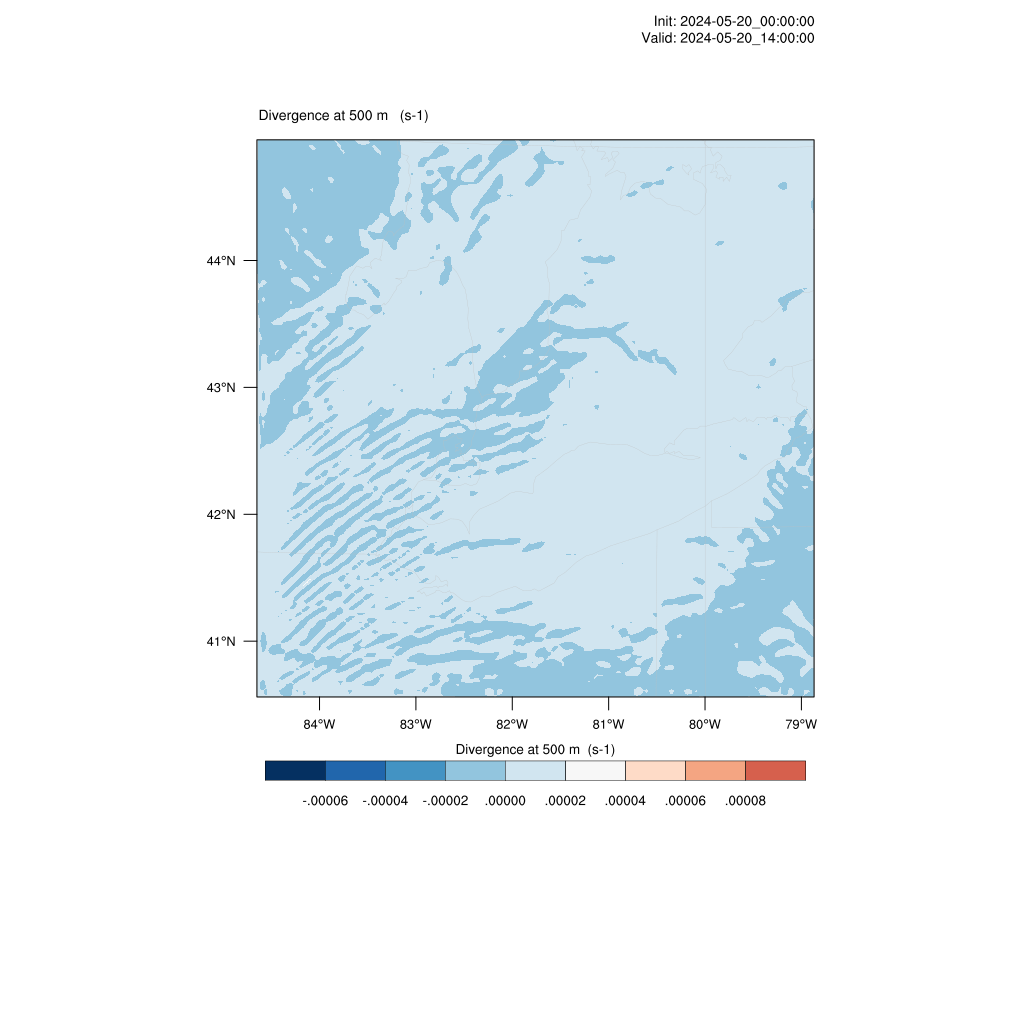 Init: 2024-05-20_00:00:00
Valid: 2024-05-20_14:00:00
Divergence at 500 m   (s-1)
44°N
43°N
42°N
41°N
84°W 83°W 82°W 81°W 80°W 79°W
Divergence at 500 m  (s-1)
-.00006 -.00004 -.00002 .00000 .00002 .00004 .00006 .00008